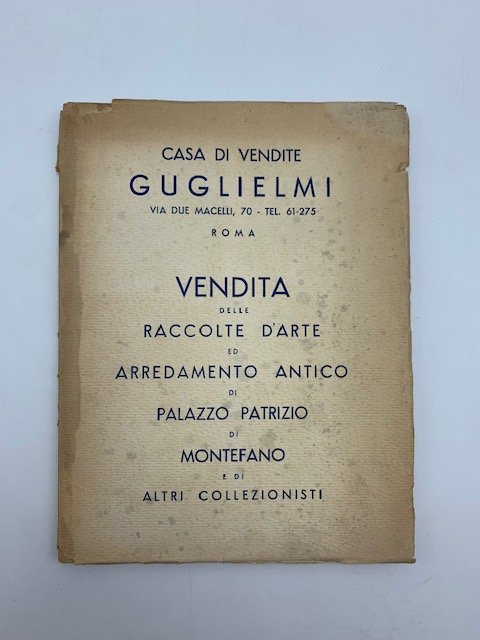 CASA DI VENDITE
GUGLIELMI
VIA DUE MACELLI, 70 - TEL. 61-275
ROMA
VENDITA
DELLE
RACCOLTE D'ARTE
ED
ARREDAMENTO ANTICO
DI
PALAZZO PATRIZIO
DI
MONTEFANO
E DI
ALTRI COLLEZIONISTI